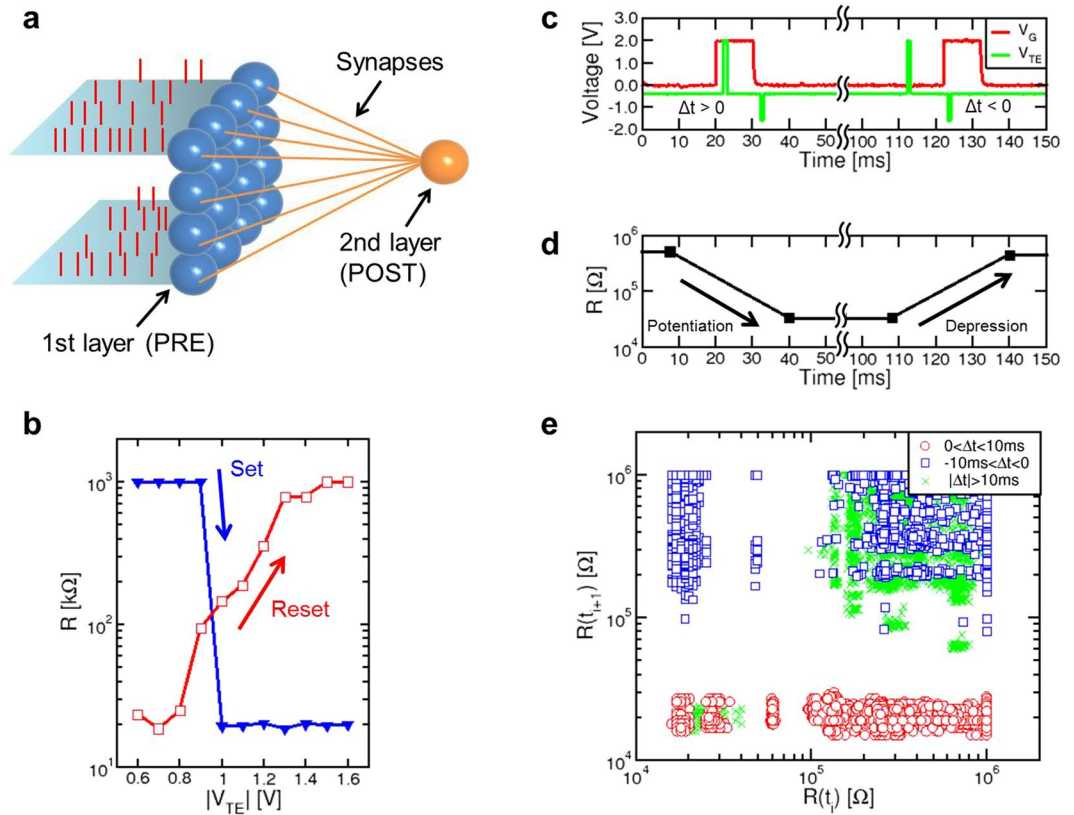 a
Synapses
2nd layer
(POST)
1st layer (PRE)
b
Set
Reset
R [kΩ]
10³
10²
10¹
0.6 0.8 1 1.2 1.4 1.6
|V_TE| [V]
c
Voltage [V]
3.0
2.0
1.0
0.0
-1.0
-2.0
V_G
V_TE
Δt > 0
Δt < 0
0 10 20 30 40 50 100 110 120 130 140 150
Time [ms]
d
R [Ω]
10⁶
10⁵
10⁴
Potentiation
Depression
0 10 20 30 40 50 100 110 120 130 140 150
Time [ms]
e
0<Δt<10ms
-10ms<Δt<0
|Δt|>10ms
R(t_i+1) [Ω]
10⁶
10⁵
10⁴
10⁴ 10⁵ 10⁶
R(t_i) [Ω]